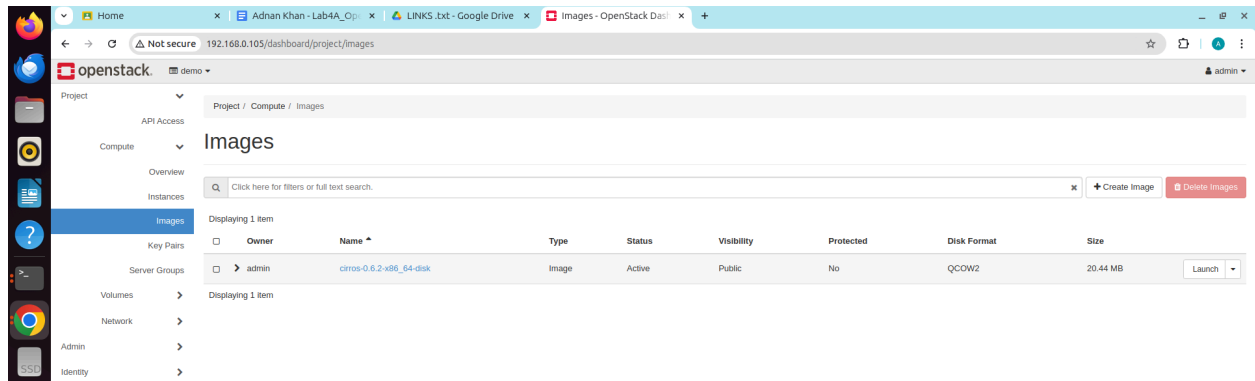 Home
Adnan Khan - Lab4A_Op
LINKS .txt - Google Drive
Images - OpenStack Das
Not secure 192.168.0.105/dashboard/project/images
A
openstack. demo
admin
Project
API Access
Compute
Overview
Instances
Images
Key Pairs
Server Groups
Volumes
Network
Admin
Identity
Project / Compute / Images
Images
Click here for filters or full text search.
Create Image
Delete Images
Displaying 1 item
Owner Name Type Status Visibility Protected Disk Format Size
admin cirros-0.6.2-x86_64-disk Image Active Public No QCOW2 20.44 MB Launch
Displaying 1 item
SSD